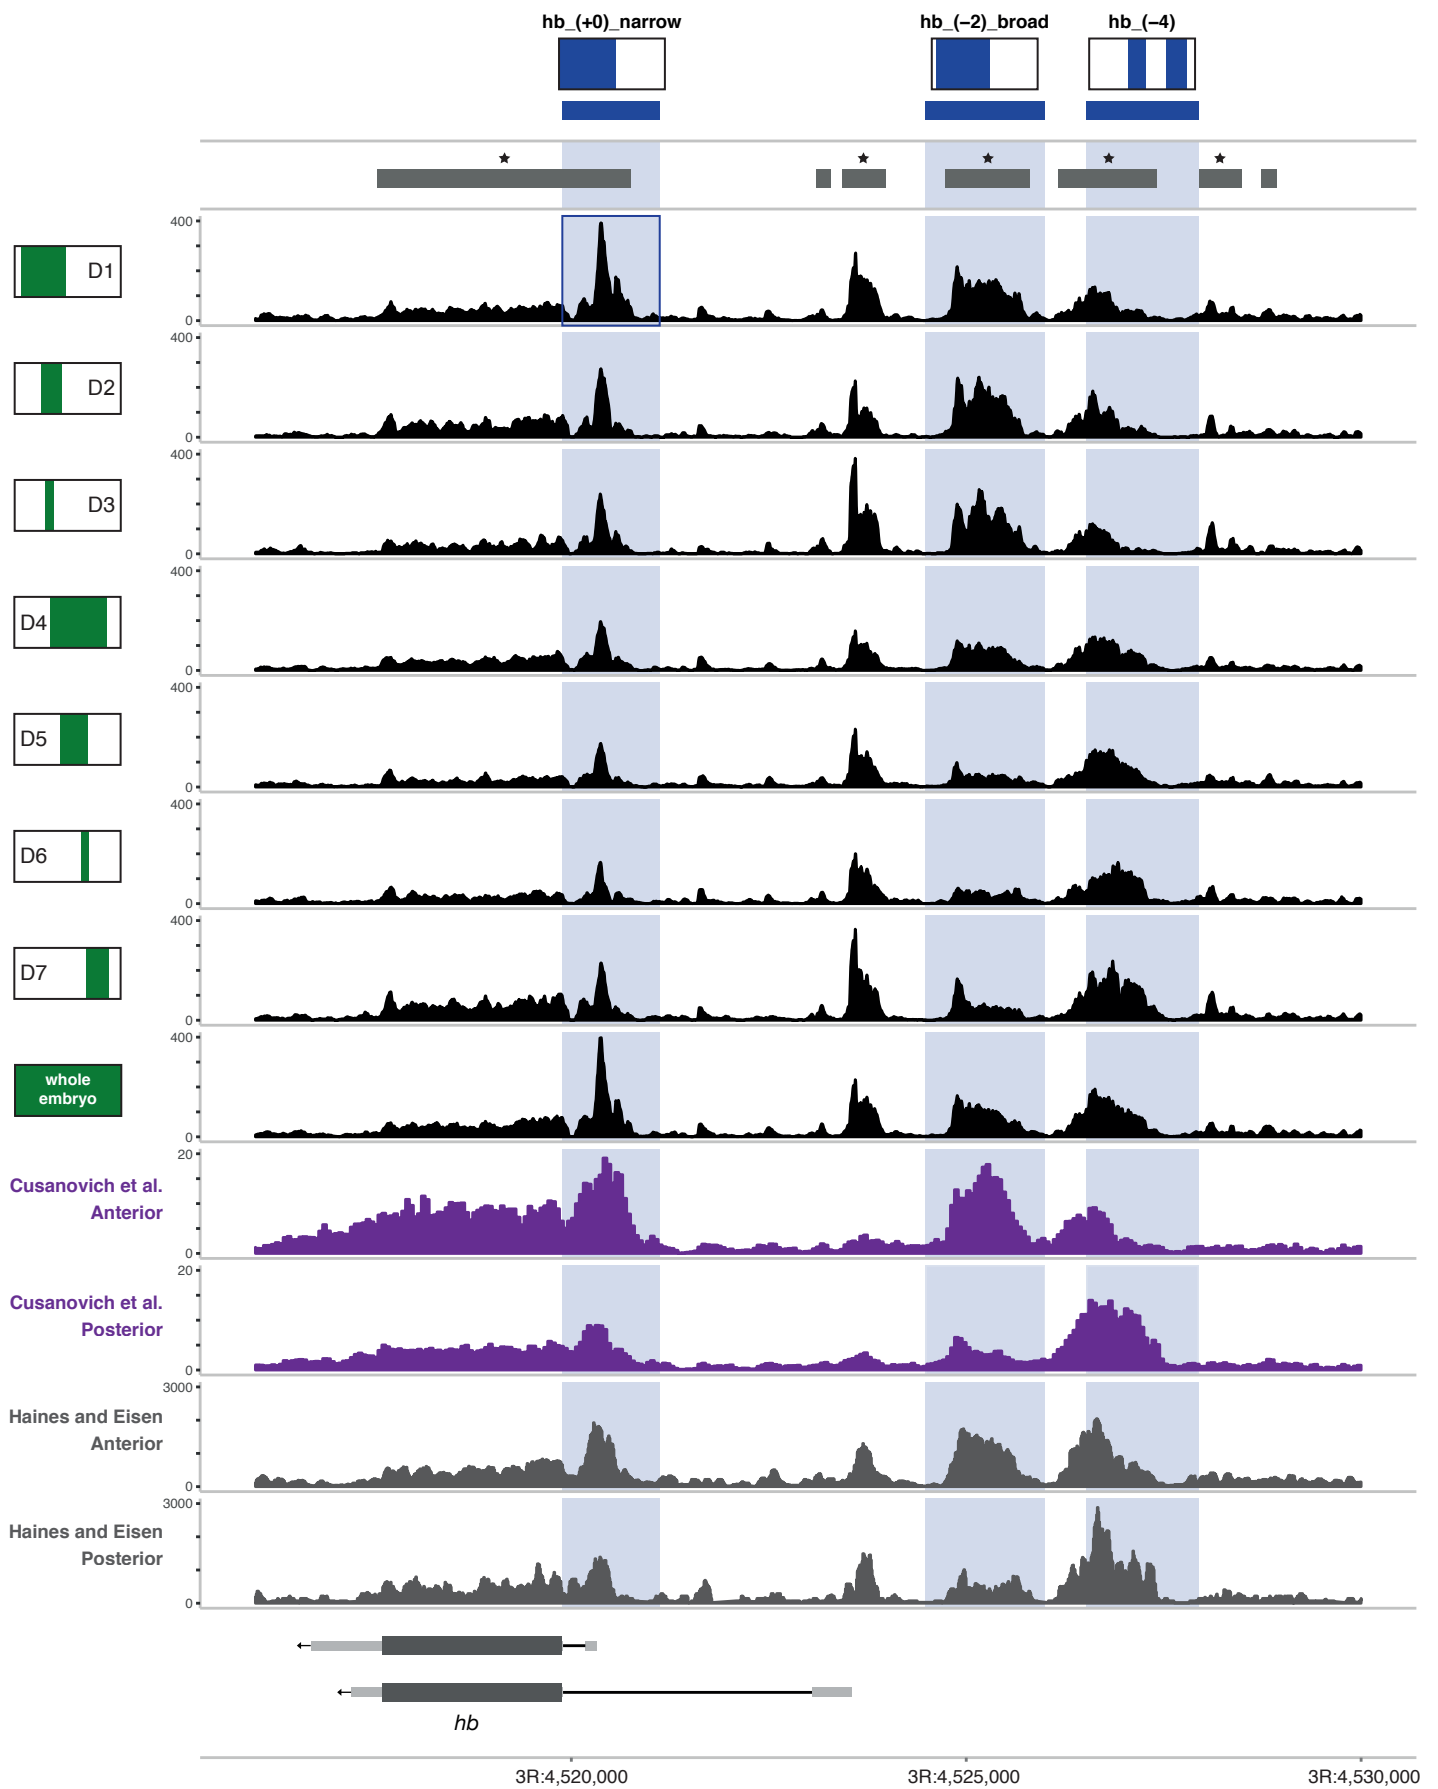 hb_(+0)_narrow hb_(−2)_broad hb_(−4)
★ ★ ★ ★ ★
400
0
D1
400
0
D2
400
0
D3
400
0
D4
400
0
D5
400
0
D6
400
0
D7
400
0
whole
embryo
20
0
Cusanovich et al.
Anterior
20
0
Cusanovich et al.
Posterior
3000
0
Haines and Eisen
Anterior
3000
0
Haines and Eisen
Posterior
hb
3R:4,520,000 3R:4,525,000 3R:4,530,000